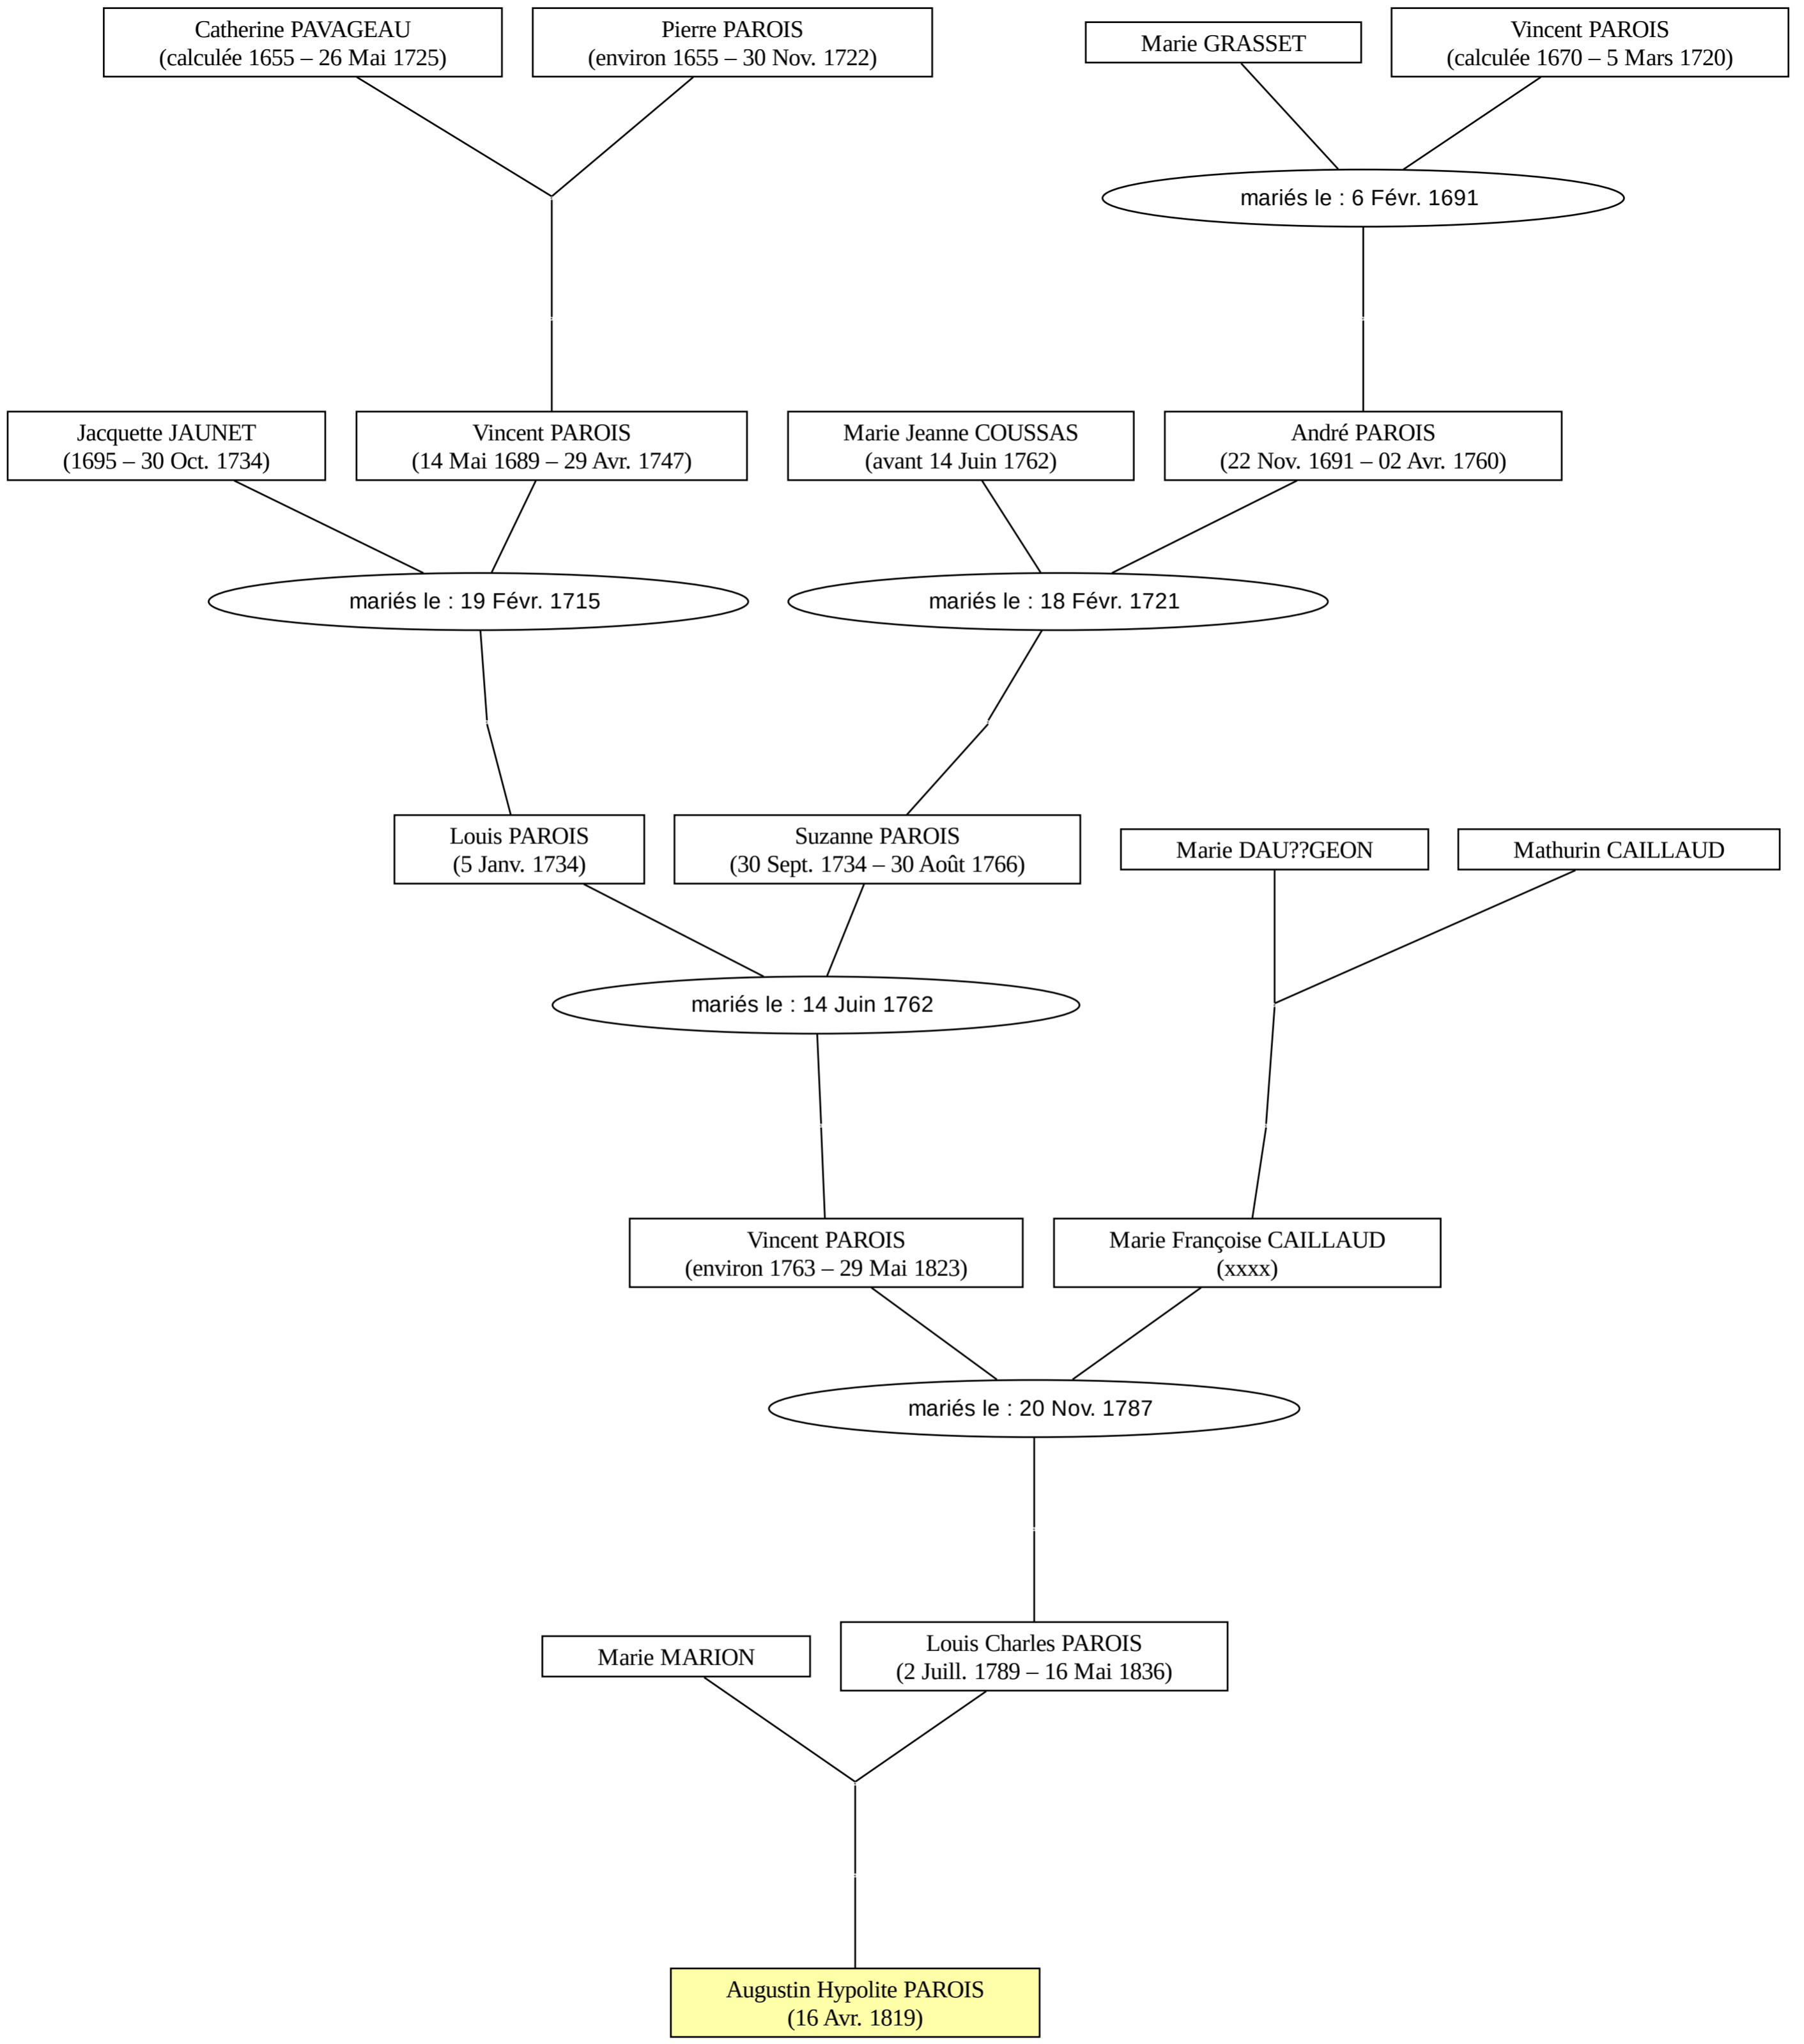 Catherine PAVAGEAU
(calculée 1655 – 26 Mai 1725)
Pierre PAROIS
(environ 1655 – 30 Nov. 1722)
Marie GRASSET
Vincent PAROIS
(calculée 1670 – 5 Mars 1720)
mariés le : 6 Févr. 1691
Jacquette JAUNET
(1695 – 30 Oct. 1734)
Vincent PAROIS
(14 Mai 1689 – 29 Avr. 1747)
Marie Jeanne COUSSAS
(avant 14 Juin 1762)
André PAROIS
(22 Nov. 1691 – 02 Avr. 1760)
mariés le : 19 Févr. 1715
mariés le : 18 Févr. 1721
Louis PAROIS
(5 Janv. 1734)
Suzanne PAROIS
(30 Sept. 1734 – 30 Août 1766)
Marie DAU??GEON
Mathurin CAILLAUD
mariés le : 14 Juin 1762
Vincent PAROIS
(environ 1763 – 29 Mai 1823)
Marie Françoise CAILLAUD
(xxxx)
mariés le : 20 Nov. 1787
Marie MARION
Louis Charles PAROIS
(2 Juill. 1789 – 16 Mai 1836)
Augustin Hypolite PAROIS
(16 Avr. 1819)